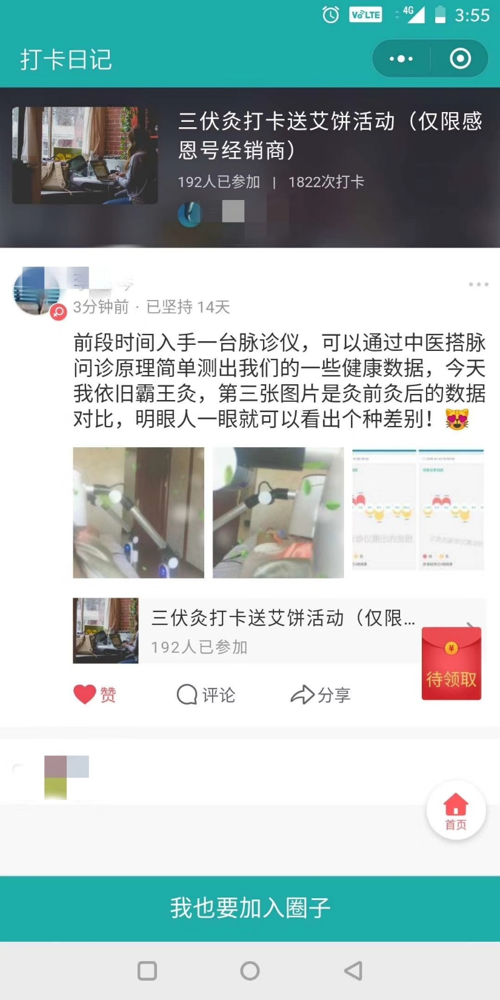 4G
VoLTE
3:55
打卡日记
三伏灸打卡送艾饼活动（仅限感
恩号经销商）
192人已参加 | 1822次打卡
3分钟前 · 已坚持 14天
前段时间入手一台脉诊仪，可以通过中医搭脉
问诊原理简单测出我们的一些健康数据，今天
我依旧霸王灸，第三张图片是灸前灸后的数据
对比，明眼人一眼就可以看出个种差别！
三伏灸打卡送艾饼活动（仅限...
192人已参加
待领取
赞
评论
分享
首页
我也要加入圈子